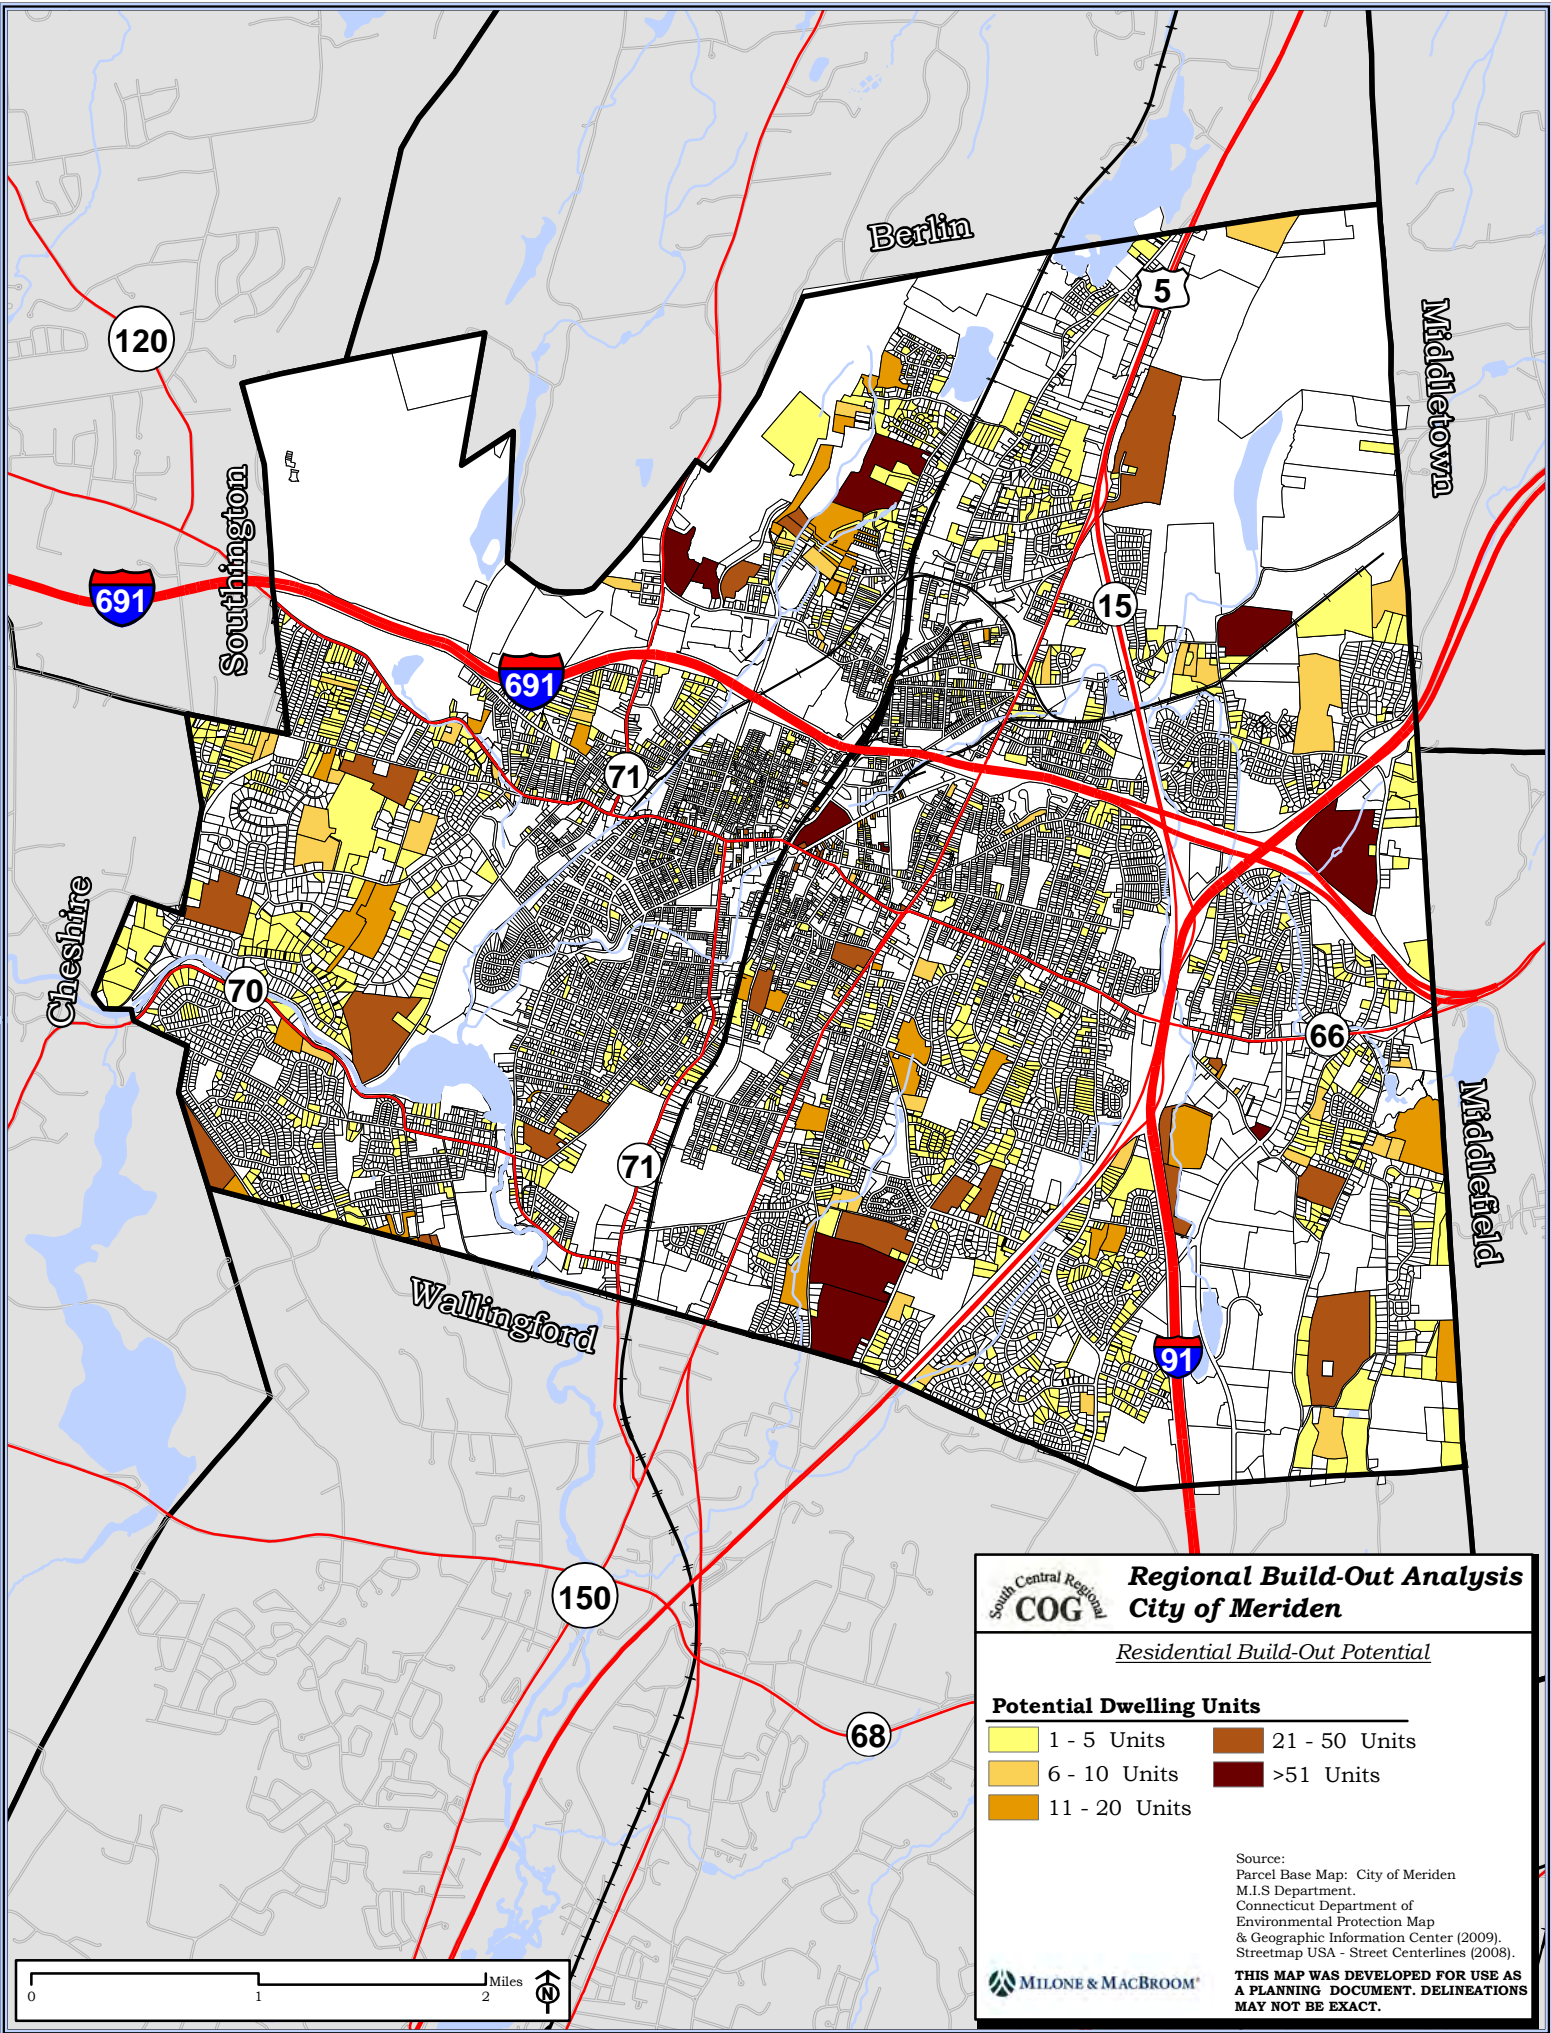 Berlin
5
120
Middletown
Southington
691
15
691
71
Cheshire
70
66
Middlefield
71
Wallingford
91
150
68
South Central Regional
COG
Regional Build-Out Analysis
City of Meriden
Residential Build-Out Potential
Potential Dwelling Units
1 - 5 Units
21 - 50 Units
6 - 10 Units
>51 Units
11 - 20 Units
Source:
Parcel Base Map: City of Meriden
M.I.S Department.
Connecticut Department of
Environmental Protection Map
& Geographic Information Center (2009).
Streetmap USA - Street Centerlines (2008).
THIS MAP WAS DEVELOPED FOR USE AS
A PLANNING DOCUMENT. DELINEATIONS
MAY NOT BE EXACT.
MILONE & MACBROOM®
Miles
0 1 2
N